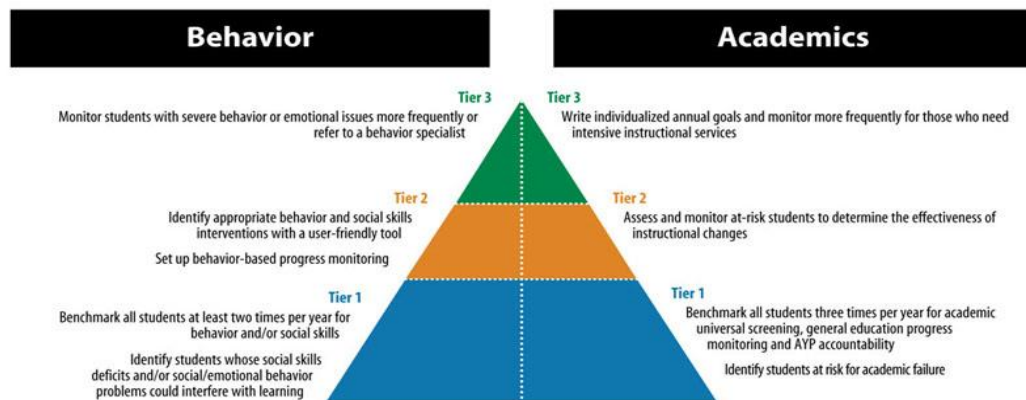 Behavior
Academics
Tier 3
Monitor students with severe behavior or emotional issues more frequently or
refer to a behavior specialist
Tier 3
Write individualized annual goals and monitor more frequently for those who need
intensive instructional services
Tier 2
Identify appropriate behavior and social skills
interventions with a user-friendly tool
Set up behavior-based progress monitoring
Tier 2
Assess and monitor at-risk students to determine the effectiveness of
instructional changes
Tier 1
Benchmark all students at least two times per year for
behavior and/or social skills
Identify students whose social skills
deficits and/or social/emotional behavior
problems could interfere with learning
Tier 1
Benchmark all students three times per year for academic
universal screening, general education progress
monitoring and AYP accountability
Identify students at risk for academic failure